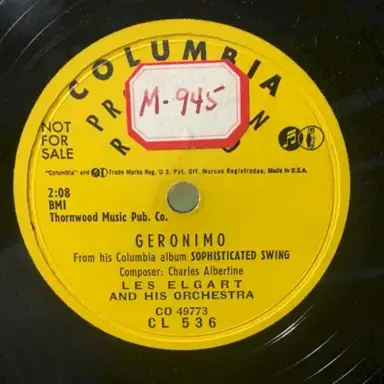 COLUMBIA
M-945
NOT
FOR
SALE
"Columbia" and Trade Marks Reg. U.S. Pat. Off. Marcas Registradas. Made in U.S.A.
2:08
BMI
Thornwood Music Pub. Co.
GERONIMO
From his Columbia album SOPHISTICATED SWING
Composer: Charles Albertine
LES ELGART
AND HIS ORCHESTRA
CO 49773
CL 536